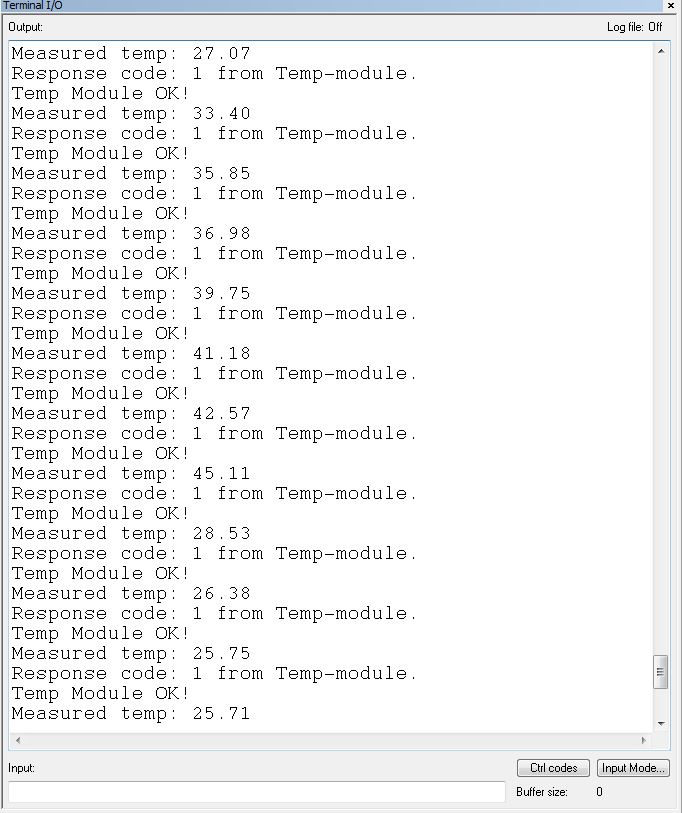 Terminal I/O
Output:
Log file: Off
Measured temp: 27.07
Response code: 1 from Temp-module.
Temp Module OK!
Measured temp: 33.40
Response code: 1 from Temp-module.
Temp Module OK!
Measured temp: 35.85
Response code: 1 from Temp-module.
Temp Module OK!
Measured temp: 36.98
Response code: 1 from Temp-module.
Temp Module OK!
Measured temp: 39.75
Response code: 1 from Temp-module.
Temp Module OK!
Measured temp: 41.18
Response code: 1 from Temp-module.
Temp Module OK!
Measured temp: 42.57
Response code: 1 from Temp-module.
Temp Module OK!
Measured temp: 45.11
Response code: 1 from Temp-module.
Temp Module OK!
Measured temp: 28.53
Response code: 1 from Temp-module.
Temp Module OK!
Measured temp: 26.38
Response code: 1 from Temp-module.
Temp Module OK!
Measured temp: 25.75
Response code: 1 from Temp-module.
Temp Module OK!
Measured temp: 25.71
Input:
Ctrl codes
Input Mode...
Buffer size: 0